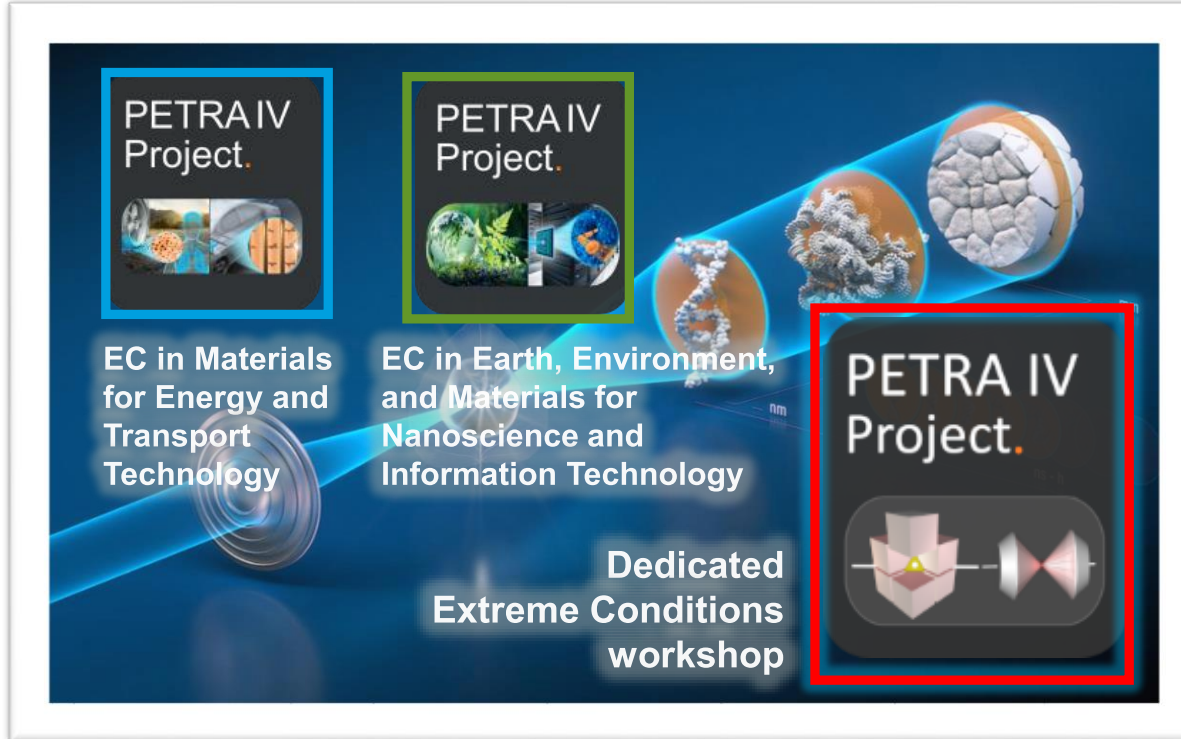 PETRA IV
Project.
PETRA IV
Project.
EC in Materials
for Energy and
Transport
Technology
EC in Earth, Environment,
and Materials for
Nanoscience and
Information Technology
nm
PETRA IV
Project.
Dedicated
Extreme Conditions
workshop